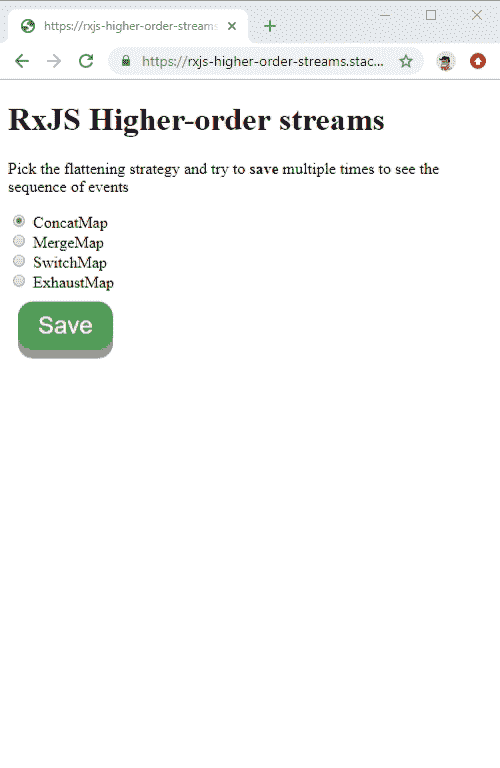 https://rxjs-higher-order-streams
https://rxjs-higher-order-streams.stac...
RxJS Higher-order streams
Pick the flattening strategy and try to save multiple times to see the
sequence of events
ConcatMap
MergeMap
SwitchMap
ExhaustMap
Save